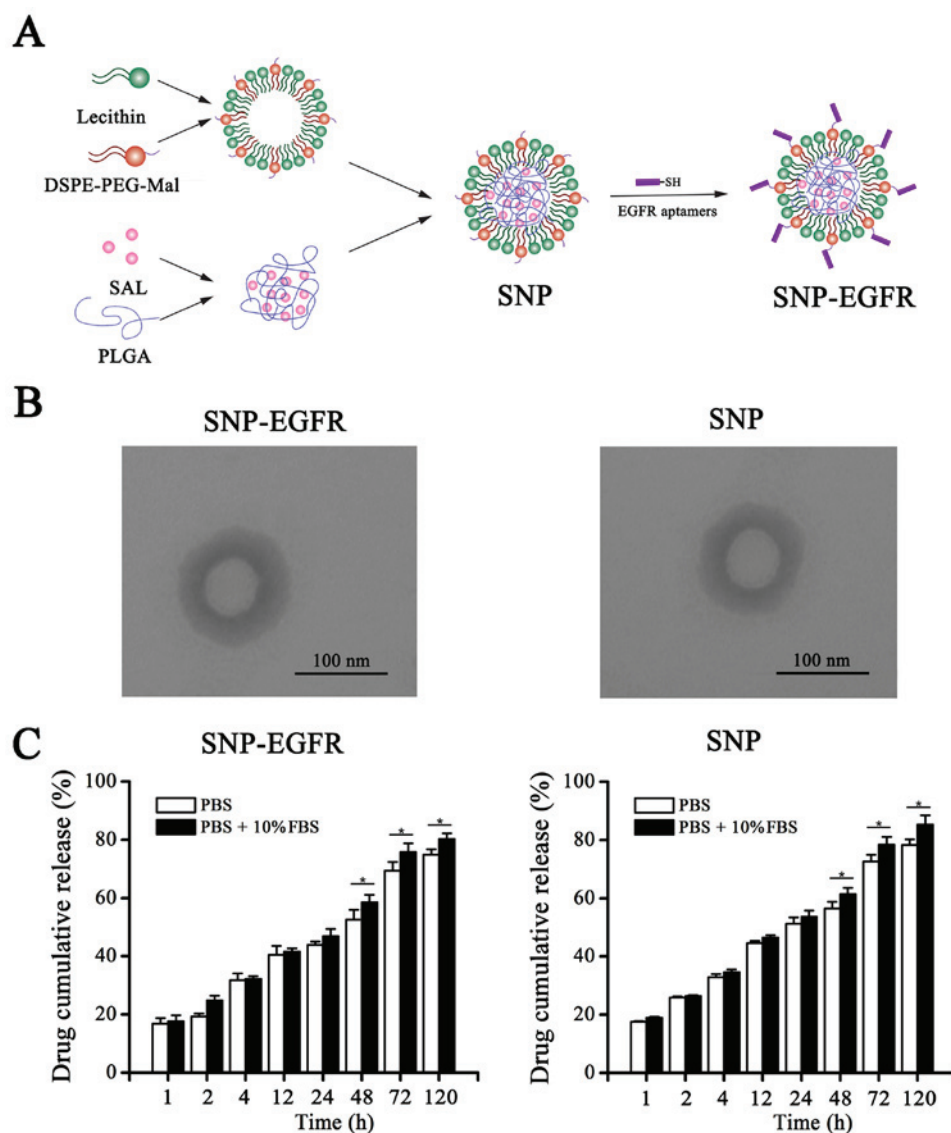 A
Lecithin
DSPE-PEG-Mal
SAL
PLGA
SNP
-SH
EGFR aptamers
SNP-EGFR
B
SNP-EGFR
SNP
100 nm
100 nm
C
SNP-EGFR
Drug cumulative release (%)
100
80
60
40
20
0
PBS
PBS + 10%FBS
* * *
1 2 4 12 24 48 72 120
Time (h)
SNP
Drug cumulative release (%)
100
80
60
40
20
0
PBS
PBS + 10%FBS
* * *
1 2 4 12 24 48 72 120
Time (h)